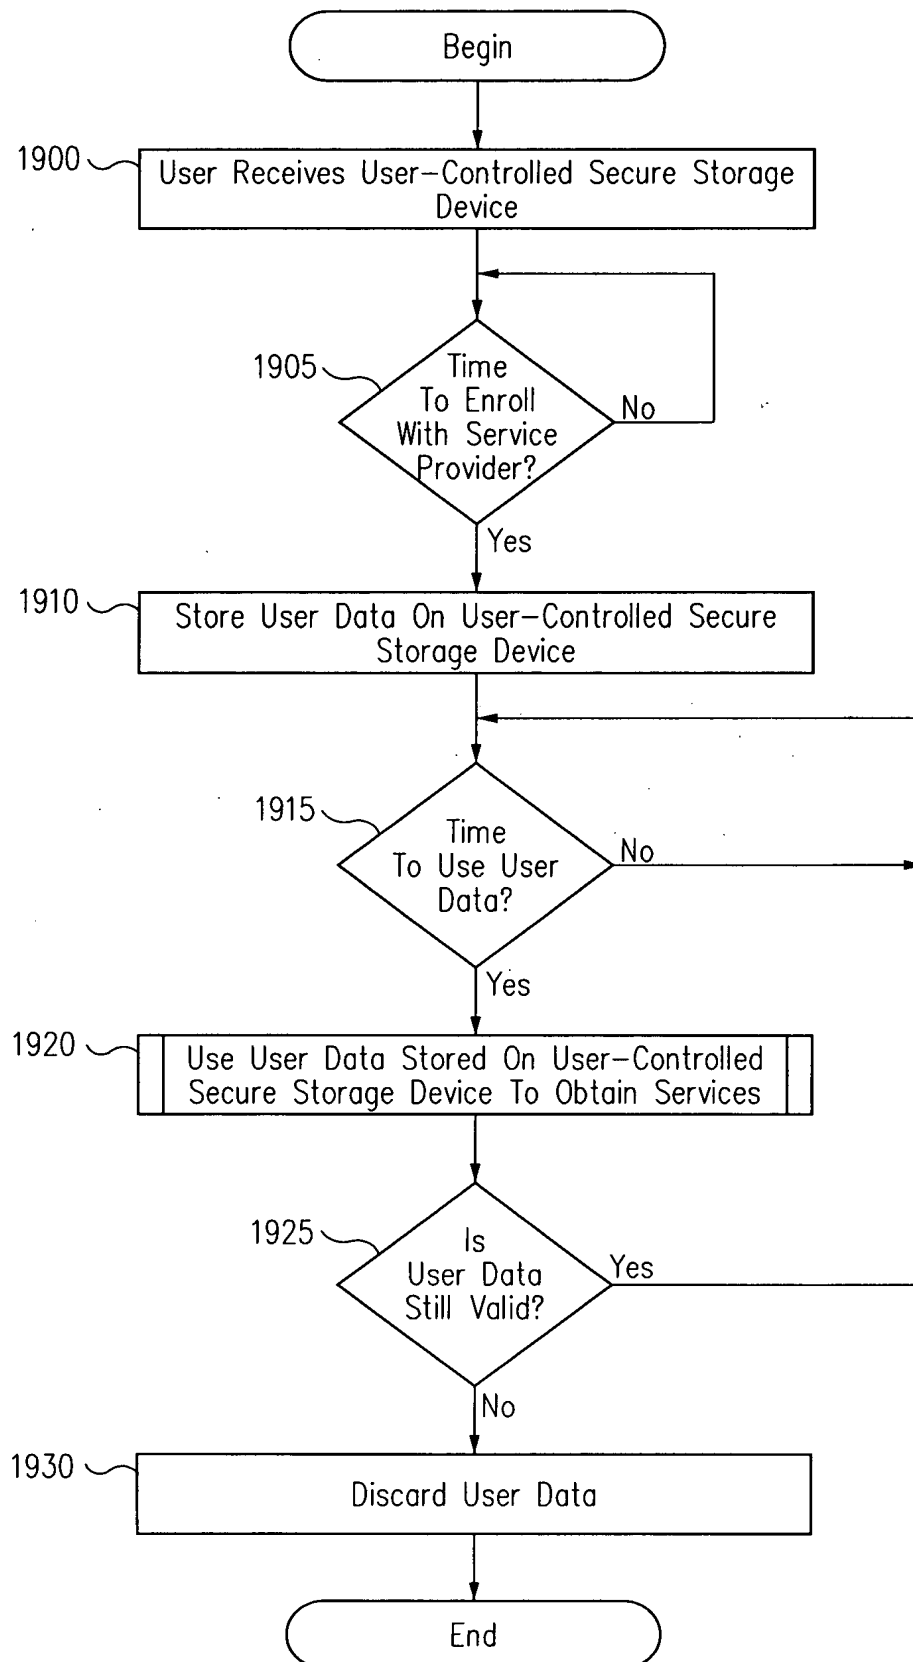 Begin
1900
User Receives User-Controlled Secure Storage
Device
1905
Time
To Enroll
With Service
Provider?
No
Yes
1910
Store User Data On User-Controlled Secure
Storage Device
1915
Time
To Use User
Data?
No
Yes
1920
Use User Data Stored On User-Controlled
Secure Storage Device To Obtain Services
1925
Is
User Data
Still Valid?
Yes
No
1930
Discard User Data
End